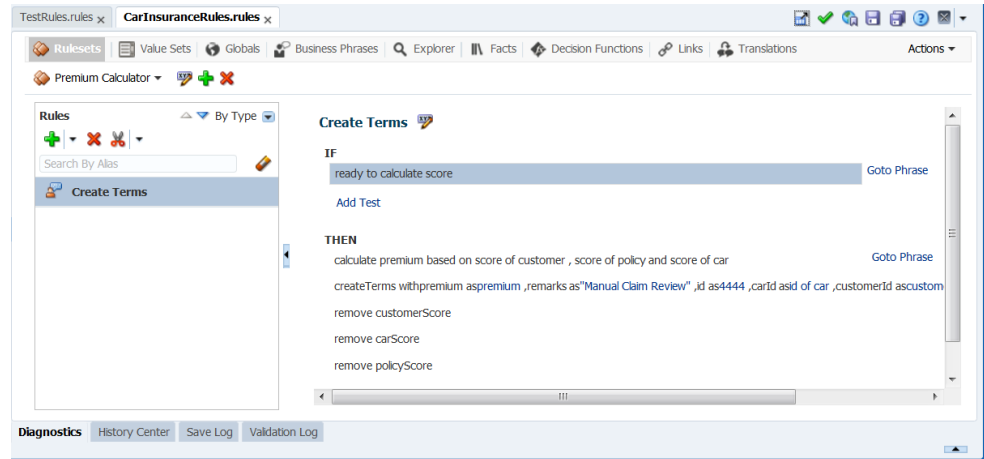 TestRules.rules x CarInsuranceRules.rules x
Rulesets Value Sets Globals Business Phrases Explorer Facts Decision Functions Links Translations Actions
Premium Calculator
Rules By Type
Search By Alias
Create Terms
Create Terms
IF
ready to calculate score Goto Phrase
Add Test
THEN
calculate premium based on score of customer , score of policy and score of car Goto Phrase
createTerms withpremium aspremium ,remarks as"Manual Claim Review" ,id as4444 ,carId asid of car ,customerId ascustom
remove customerScore
remove carScore
remove policyScore
Diagnostics History Center Save Log Validation Log